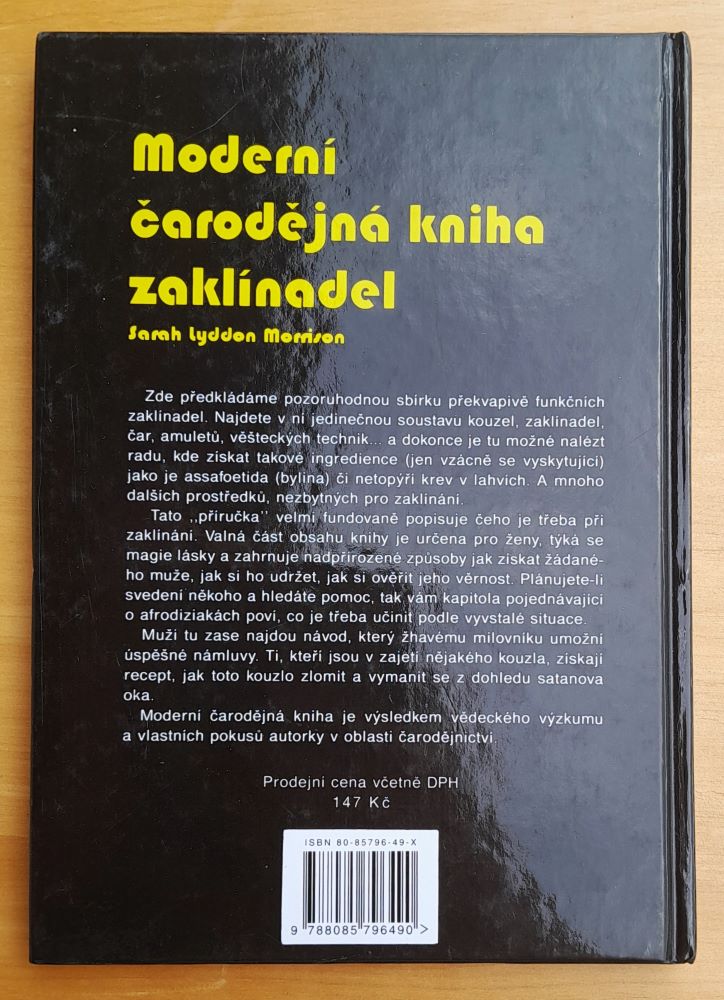 Moderní
čarodějná kniha
zaklínadel
Sarah Lyddon Morrison
Zde předkládáme pozoruhodnou sbírku překvapivě funkčních
zaklínadel. Najdete v ní jedinečnou soustavu kouzel, zaklínadel,
čar, amuletů, věšteckých technik... a dokonce je tu možné nalézt
radu, kde získat takové ingredience (jen vzácně se vyskytující)
jako je assafoetida (bylina) či netopýří krev v lahvích. A mnoho
dalších prostředků, nezbytných pro zaklínání.
Tato ,,příručka'' velmi fundovaně popisuje čeho je třeba při
zaklínání. Valná část obsahu knihy je určena pro ženy, týká se
magie lásky a zahrnuje nadpřirozené způsoby jak získat žádané-
ho muže, jak si ho udržet, jak si ověřit jeho věrnost. Plánujete-li
svedení někoho a hledáte pomoc, tak vám kapitola pojednávající
o afrodiziakách poví, co je třeba učinit podle vyvstalé situace.
Muži tu zase najdou návod, který žhavému milovníku umožní
úspěšné námluvy. Ti, kteří jsou v zajetí nějakého kouzla, získají
recept, jak toto kouzlo zlomit a vymanit se z dohledu satanova
oka.
Moderní čarodějná kniha je výsledkem vědeckého výzkumu
a vlastních pokusů autorky v oblasti čarodějnictví.
Prodejní cena včetně DPH
147 Kč
ISBN 80-85796-49-X
9 788085 796490 >